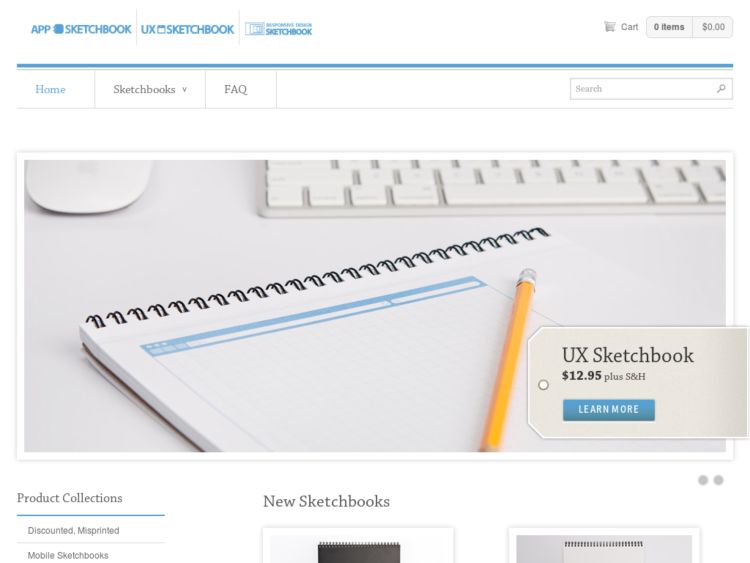 APP SKETCHBOOK
UX SKETCHBOOK
RESPONSIVE DESIGN
SKETCHBOOK
Cart 0 items $0.00
Home Sketchbooks ∨ FAQ
Search
UX Sketchbook
$12.95 plus S&H
LEARN MORE
Product Collections
New Sketchbooks
Discounted, Misprinted
Mobile Sketchbooks